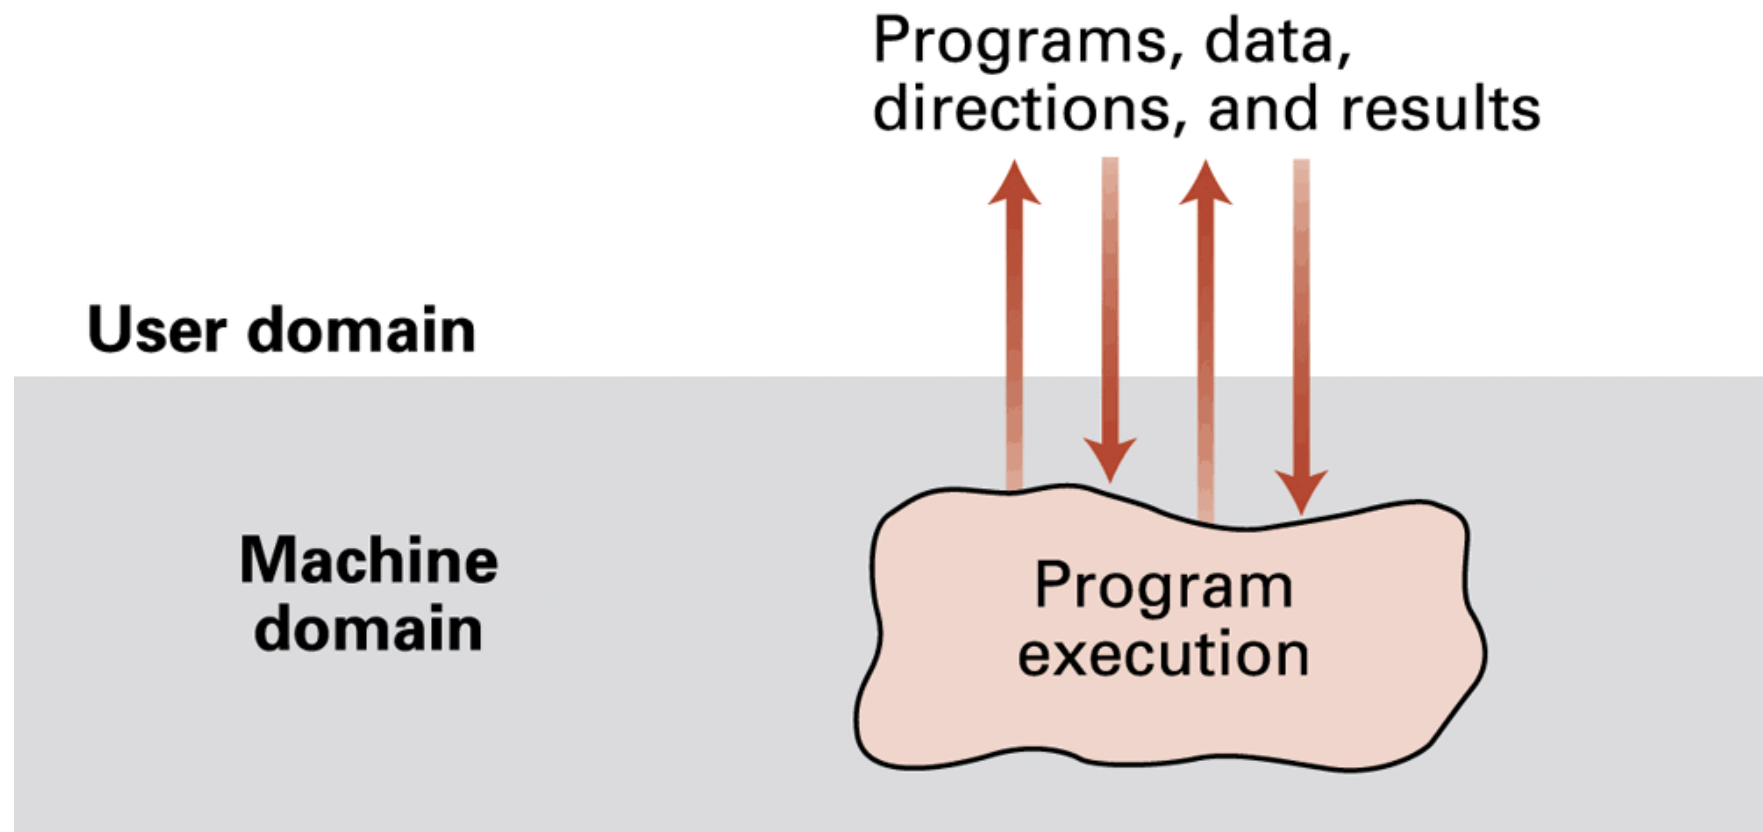 Programs, data,
directions, and results
User domain
Machine
domain
Program
execution